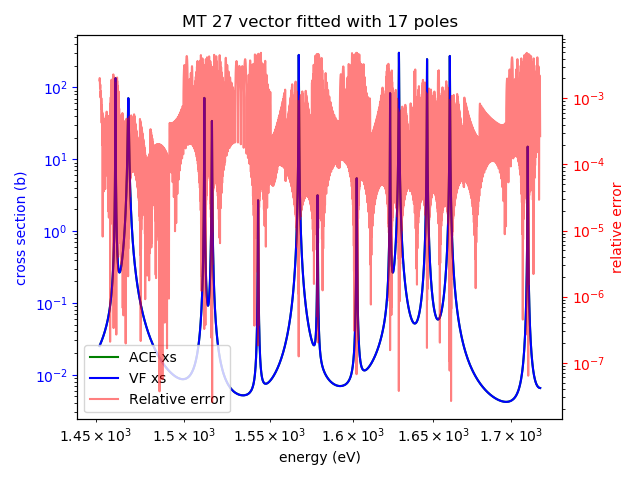 MT 27 vector fitted with 17 poles
cross section (b)
10²
10¹
10⁰
10⁻¹
10⁻²
10⁻³
10⁻⁴
10⁻⁵
10⁻⁶
10⁻⁷
relative error
ACE xs
VF xs
Relative error
1.45 × 10³ 1.5 × 10³ 1.55 × 10³ 1.6 × 10³ 1.65 × 10³ 1.7 × 10³
energy (eV)